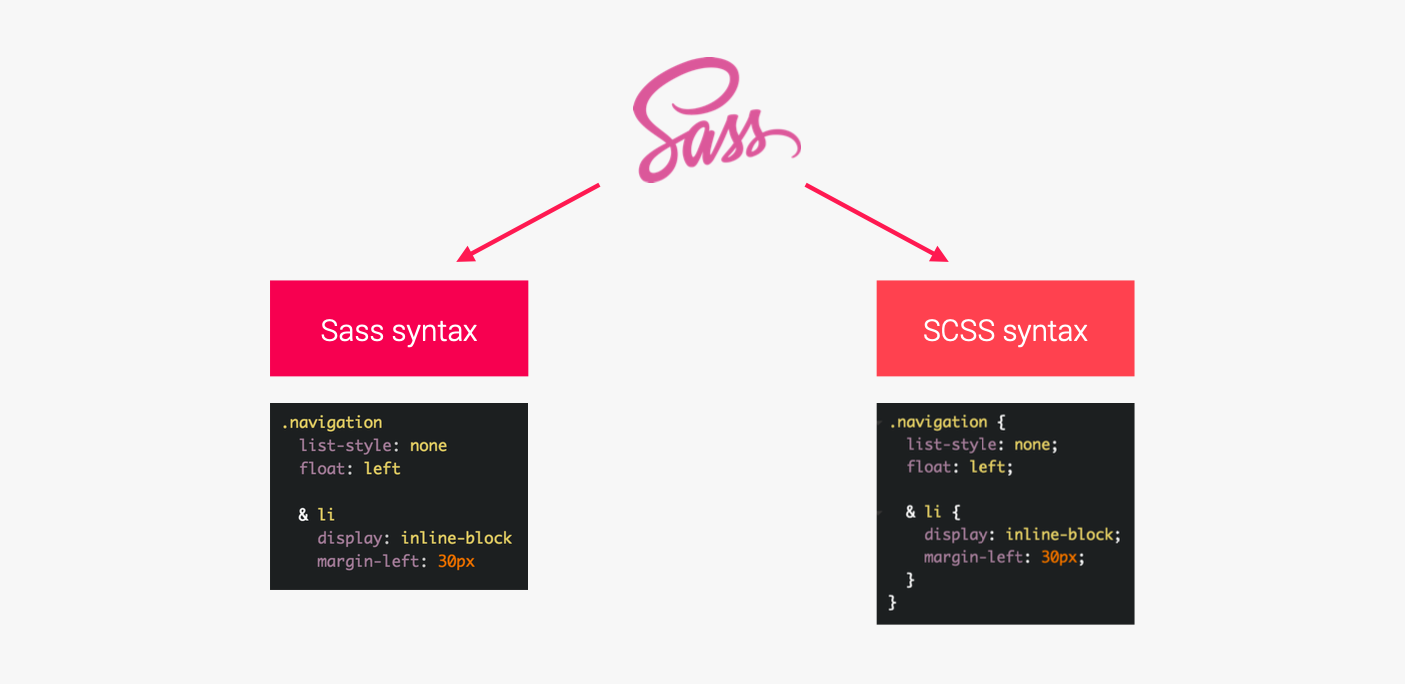 Sass
Sass syntax
SCSS syntax
.navigation
  list-style: none
  float: left

  & li
    display: inline-block
    margin-left: 30px
.navigation {
  list-style: none;
  float: left;

  & li {
    display: inline-block;
    margin-left: 30px;
  }
}